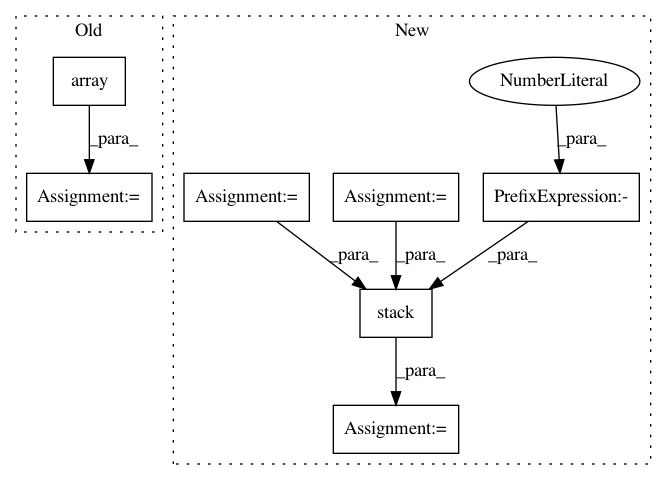 Old
New
array
NumberLiteral
_para_
_para_
Assignment:=
Assignment:=
Assignment:=
PrefixExpression:-
_para_
_para_
_para_
stack
_para_
Assignment:=